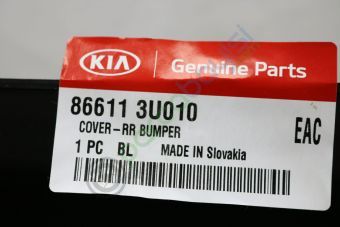 KIA Genuine Parts
86611 3U010
COVER-RR BUMPER
1 PC BL MADE IN Slovakia
EAC